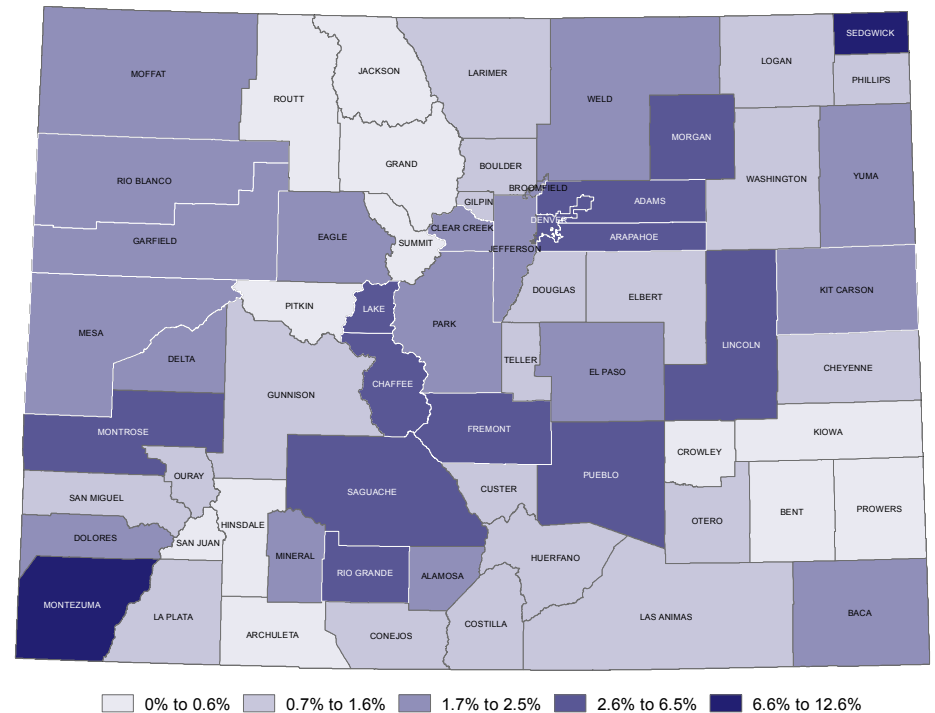 SEDGWICK
LOGAN
JACKSON
MOFFAT
LARIMER
PHILLIPS
ROUTT
WELD
MORGAN
GRAND
BOULDER
YUMA
RIO BLANCO
WASHINGTON
BROOMFIELD
GILPIN
ADAMS
DENVER
CLEAR CREEK
EAGLE
ARAPAHOE
GARFIELD
SUMMIT
JEFFERSON
DOUGLAS
KIT CARSON
ELBERT
PITKIN
LAKE
PARK
MESA
LINCOLN
DELTA
TELLER
CHEYENNE
EL PASO
CHAFFEE
GUNNISON
FREMONT
MONTROSE
KIOWA
CROWLEY
OURAY
PUEBLO
CUSTER
SAGUACHE
SAN MIGUEL
PROWERS
BENT
OTERO
HINSDALE
DOLORES
SAN JUAN
MINERAL
HUERFANO
RIO GRANDE
ALAMOSA
MONTEZUMA
BACA
LA PLATA
LAS ANIMAS
COSTILLA
ARCHULETA
CONEJOS
0% to 0.6% 0.7% to 1.6% 1.7% to 2.5% 2.6% to 6.5% 6.6% to 12.6%